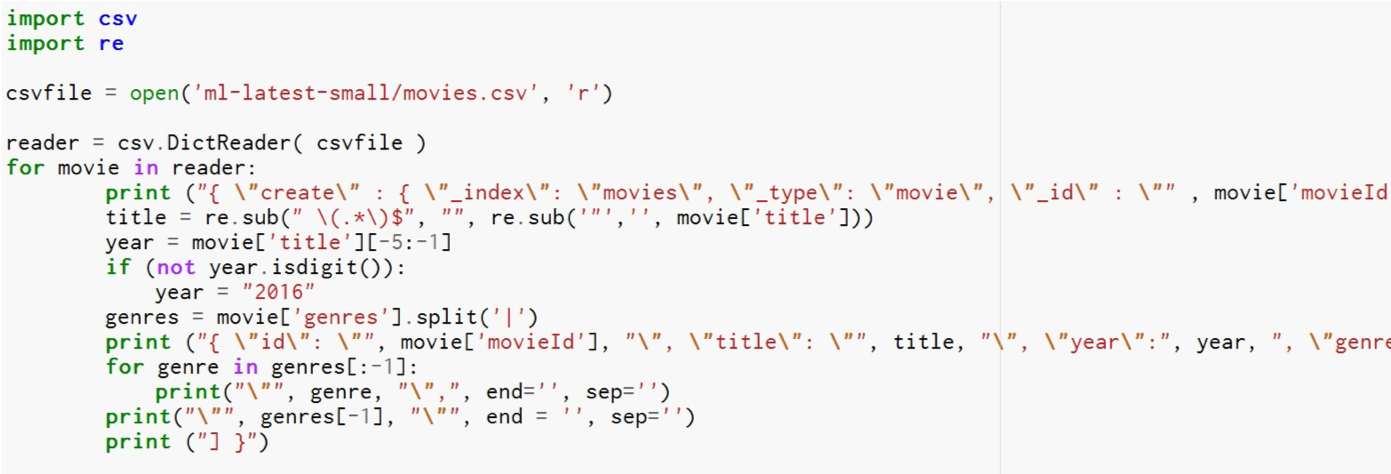 import csv
import re

csvfile = open('ml-latest-small/movies.csv', 'r')

reader = csv.DictReader( csvfile )
for movie in reader:
        print ("{ \"create\" : { \"_index\": \"movies\", \"_type\": \"movie\", \"_id\" : \"" , movie['movieId
        title = re.sub(" \(.*\)$", "", re.sub('"','', movie['title']))
        year = movie['title'][-5:-1]
        if (not year.isdigit()):
            year = "2016"
        genres = movie['genres'].split('|')
        print ("{ \"id\": \"", movie['movieId'], "\", \"title\": \"", title, "\", \"year\":", year, ", \"genre
        for genre in genres[:-1]:
            print("\"", genre, "\",", end='', sep='')
        print("\"", genres[-1], "\"", end = '', sep='')
        print ("] }")